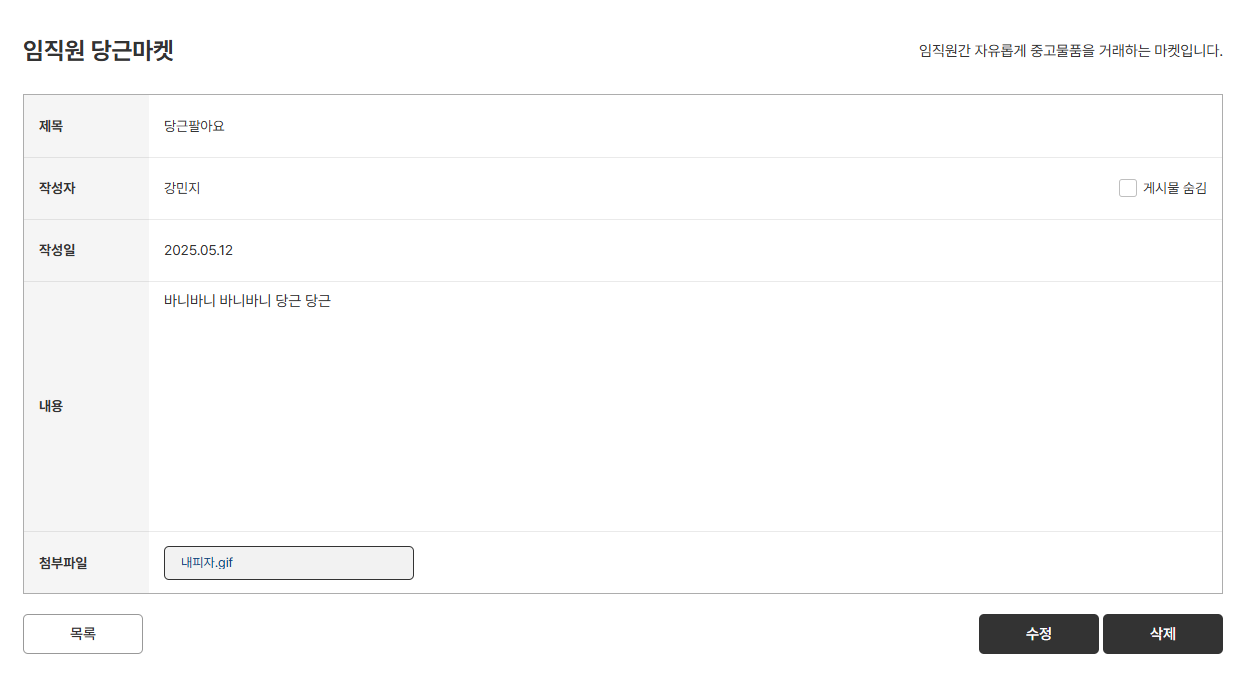 임직원 당근마켓
임직원간 자유롭게 중고물품을 거래하는 마켓입니다.
제목 당근팔아요
작성자 강민지 게시물 숨김
작성일 2025.05.12
내용 바니바니 바니바니 당근 당근
첨부파일 내피자.gif
목록 수정 삭제